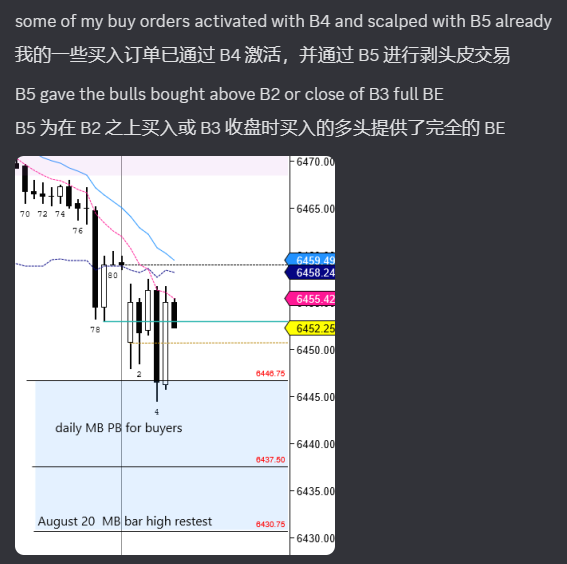 some of my buy orders activated with B4 and scalped with B5 already
我的一些买入订单已通过 B4 激活，并通过 B5 进行剥头皮交易
B5 gave the bulls bought above B2 or close of B3 full BE
B5 为在 B2 之上买入或 B3 收盘时买入的多头提供了完全的 BE
6470.00
70 72 74
6465.00
76
6459.49
80
6458.24
6455.42
78
6452.25
6450.00
2
6446.75
6445.00
4
daily MB PB for buyers
6440.00
6437.50
6435.00
August 20 MB bar high restest
6430.75
6430.00